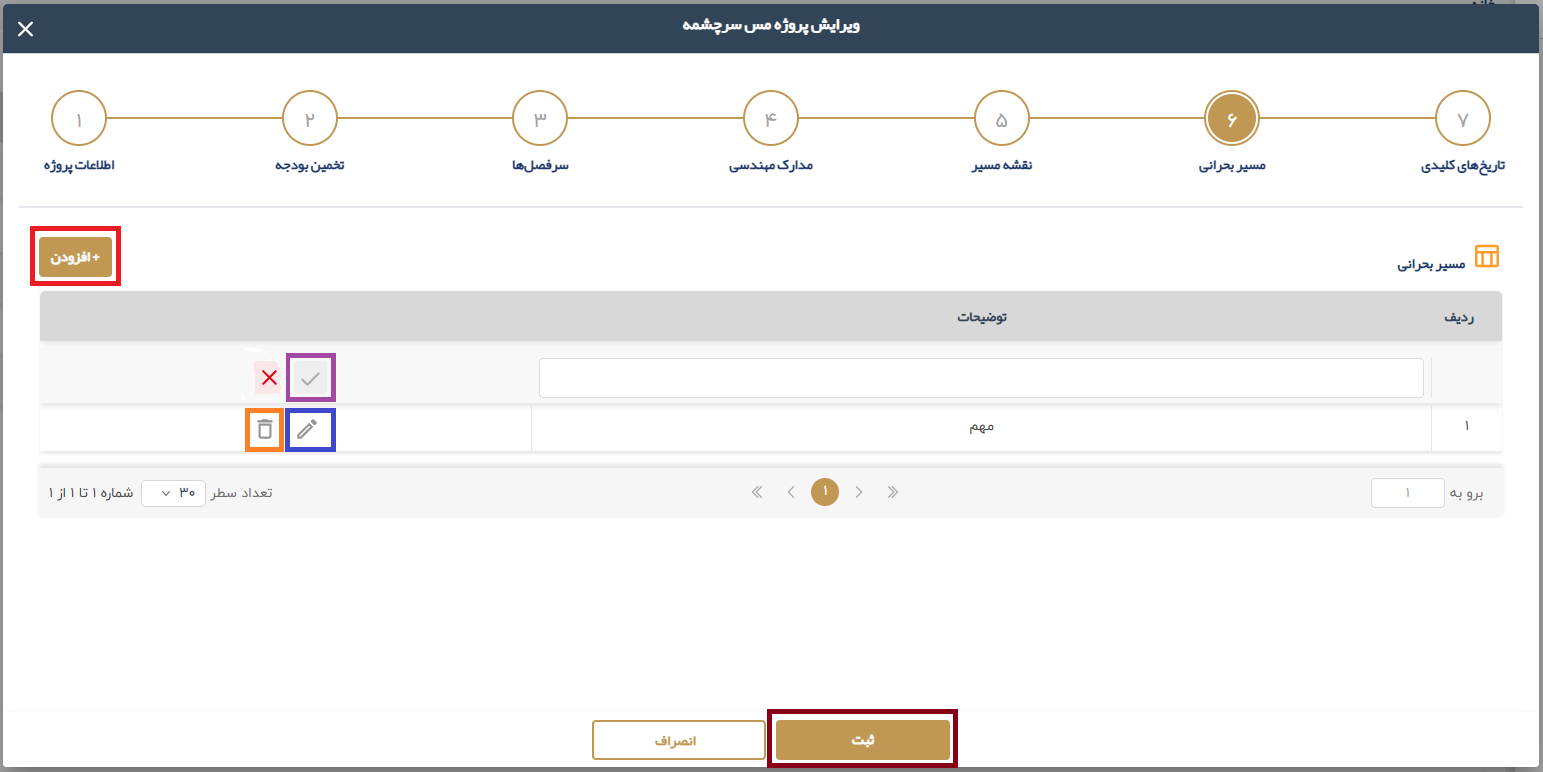 خانه
ویرایش پروژه مس سرچشمه
۷ ۶ ۵ ۴ ۳ ۲ ۱
تاریخ‌های کلیدی مسیر بحرانی نقشه مسیر مدارک مهندسی سرفصل‌ها تخمین بودجه اطلاعات پروژه
مسیر بحرانی
+ افزودن
ردیف توضیحات
۱ مهم
برو به ۱
۱
تعداد سطر ۳۰ شماره ۱ تا ۱ از ۱
ثبت انصراف